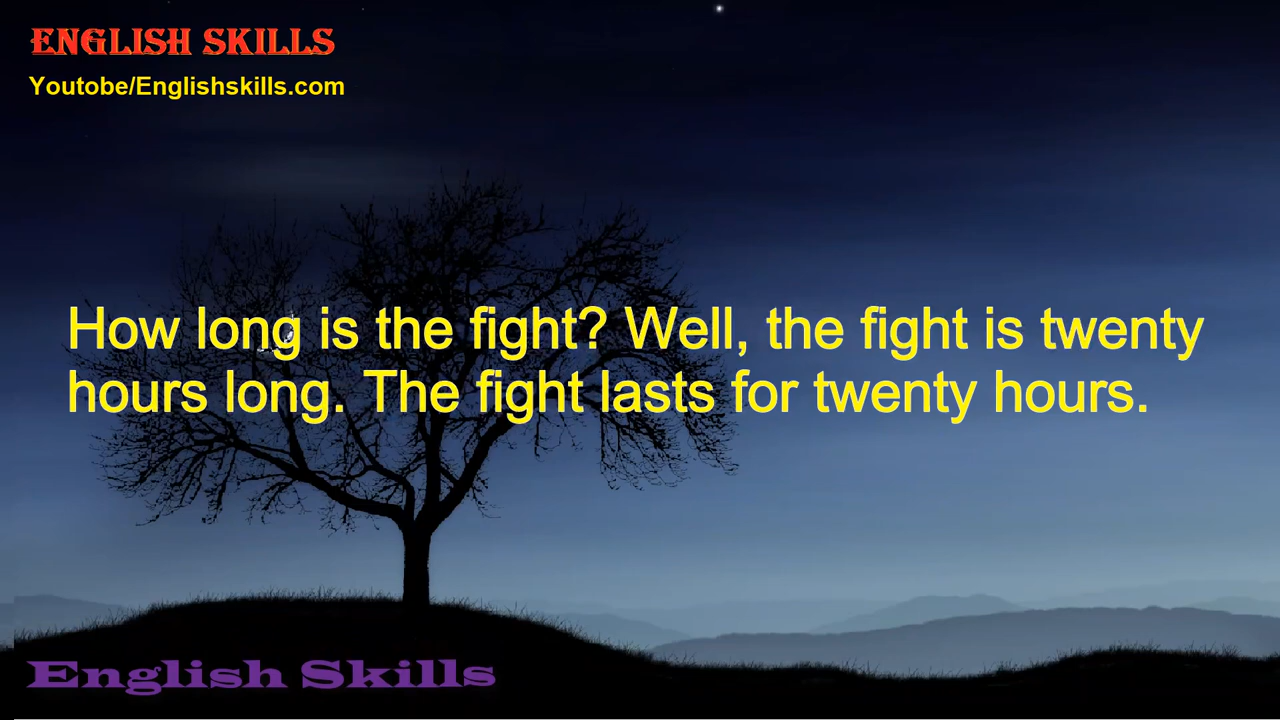 ENGLISH SKILLS
Youtobe/Englishskills.com
How long is the fight? Well, the fight is twenty
hours long. The fight lasts for twenty hours.
English Skills